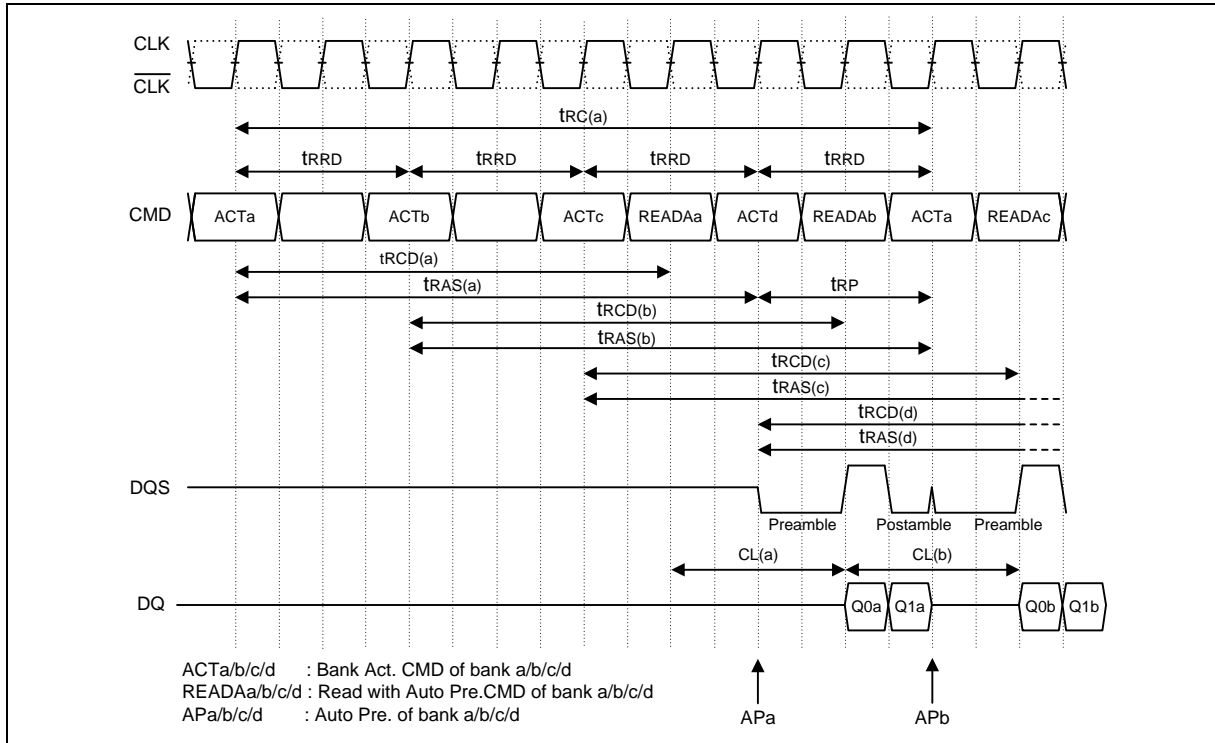 CLK
CLK
tRC(a)
tRRD tRRD tRRD tRRD
CMD ACTa ACTb ACTc READAa ACTd READAb ACTa READAc
tRCD(a)
tRAS(a) tRP
tRCD(b)
tRAS(b)
tRCD(c)
tRAS(c)
tRCD(d)
tRAS(d)
DQS
Preamble Postamble Preamble
CL(a) CL(b)
DQ Q0a Q1a Q0b Q1b
ACTa/b/c/d : Bank Act. CMD of bank a/b/c/d
READAa/b/c/d : Read with Auto Pre.CMD of bank a/b/c/d
APa/b/c/d : Auto Pre. of bank a/b/c/d
APa APb